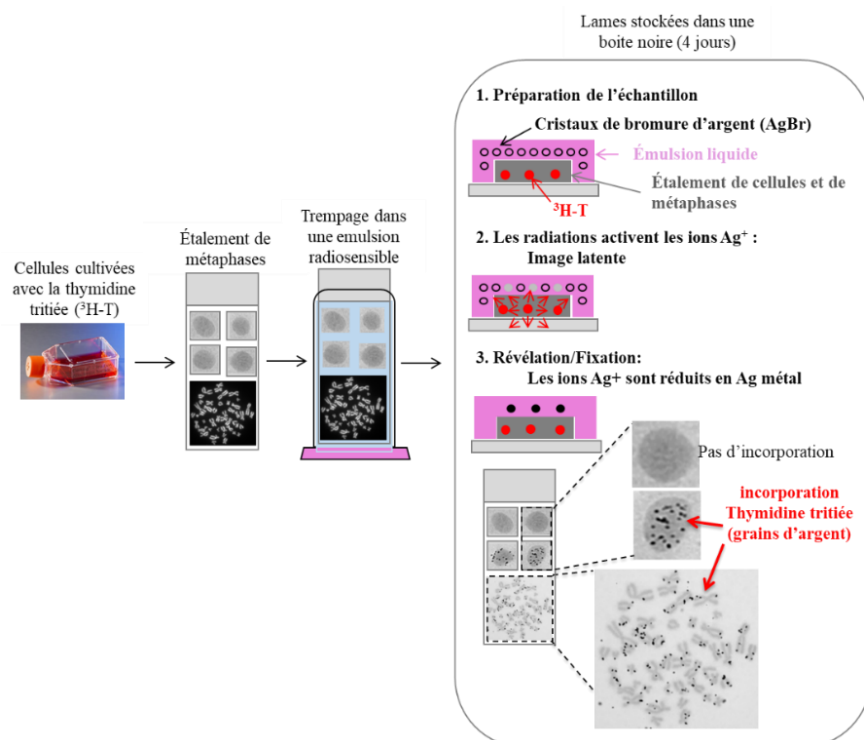 Lames stockées dans une
boite noire (4 jours)
1. Préparation de l'échantillon
Cristaux de bromure d'argent (AgBr)
Émulsion liquide
Étalement de cellules et de
métaphases
³H-T
Trempage dans
une emulsion
radiosensible
Étalement de
métaphases
Cellules cultivées
avec la thymidine
tritiée (³H-T)
2. Les radiations activent les ions Ag⁺ :
Image latente
3. Révélation/Fixation:
Les ions Ag+ sont réduits en Ag métal
Pas d'incorporation
incorporation
Thymidine tritiée
(grains d'argent)